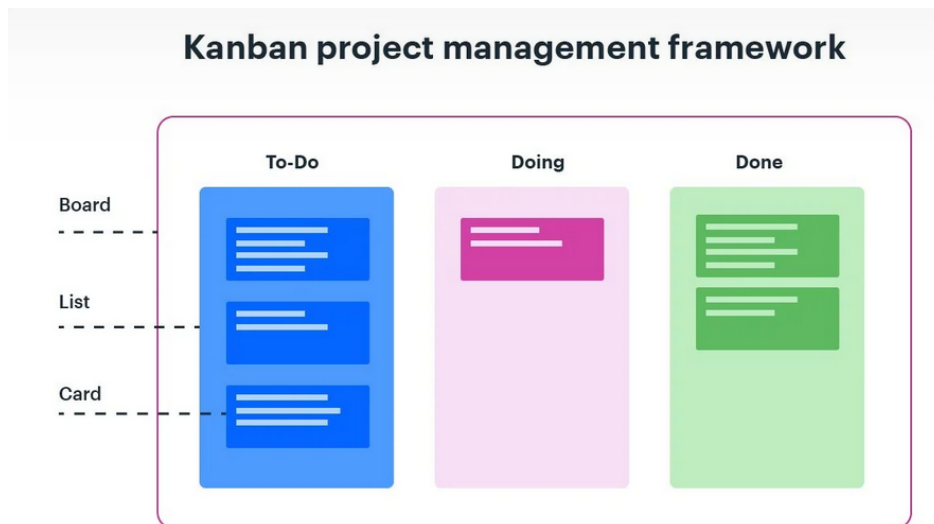 Kanban project management framework
To-Do
Doing
Done
Board
List
Card